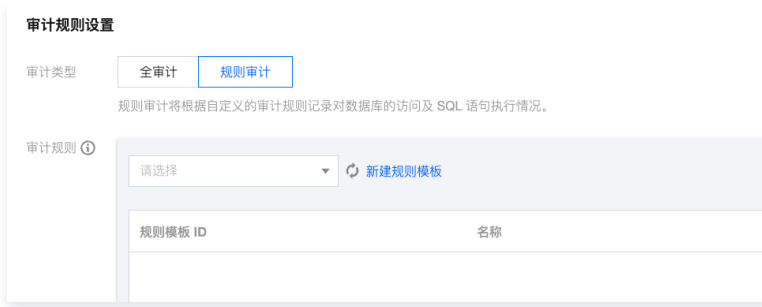 审计规则设置
审计类型 全审计 规则审计
规则审计将根据自定义的审计规则记录对数据库的访问及 SQL 语句执行情况。
审计规则
请选择 新建规则模板
规则模板 ID 名称